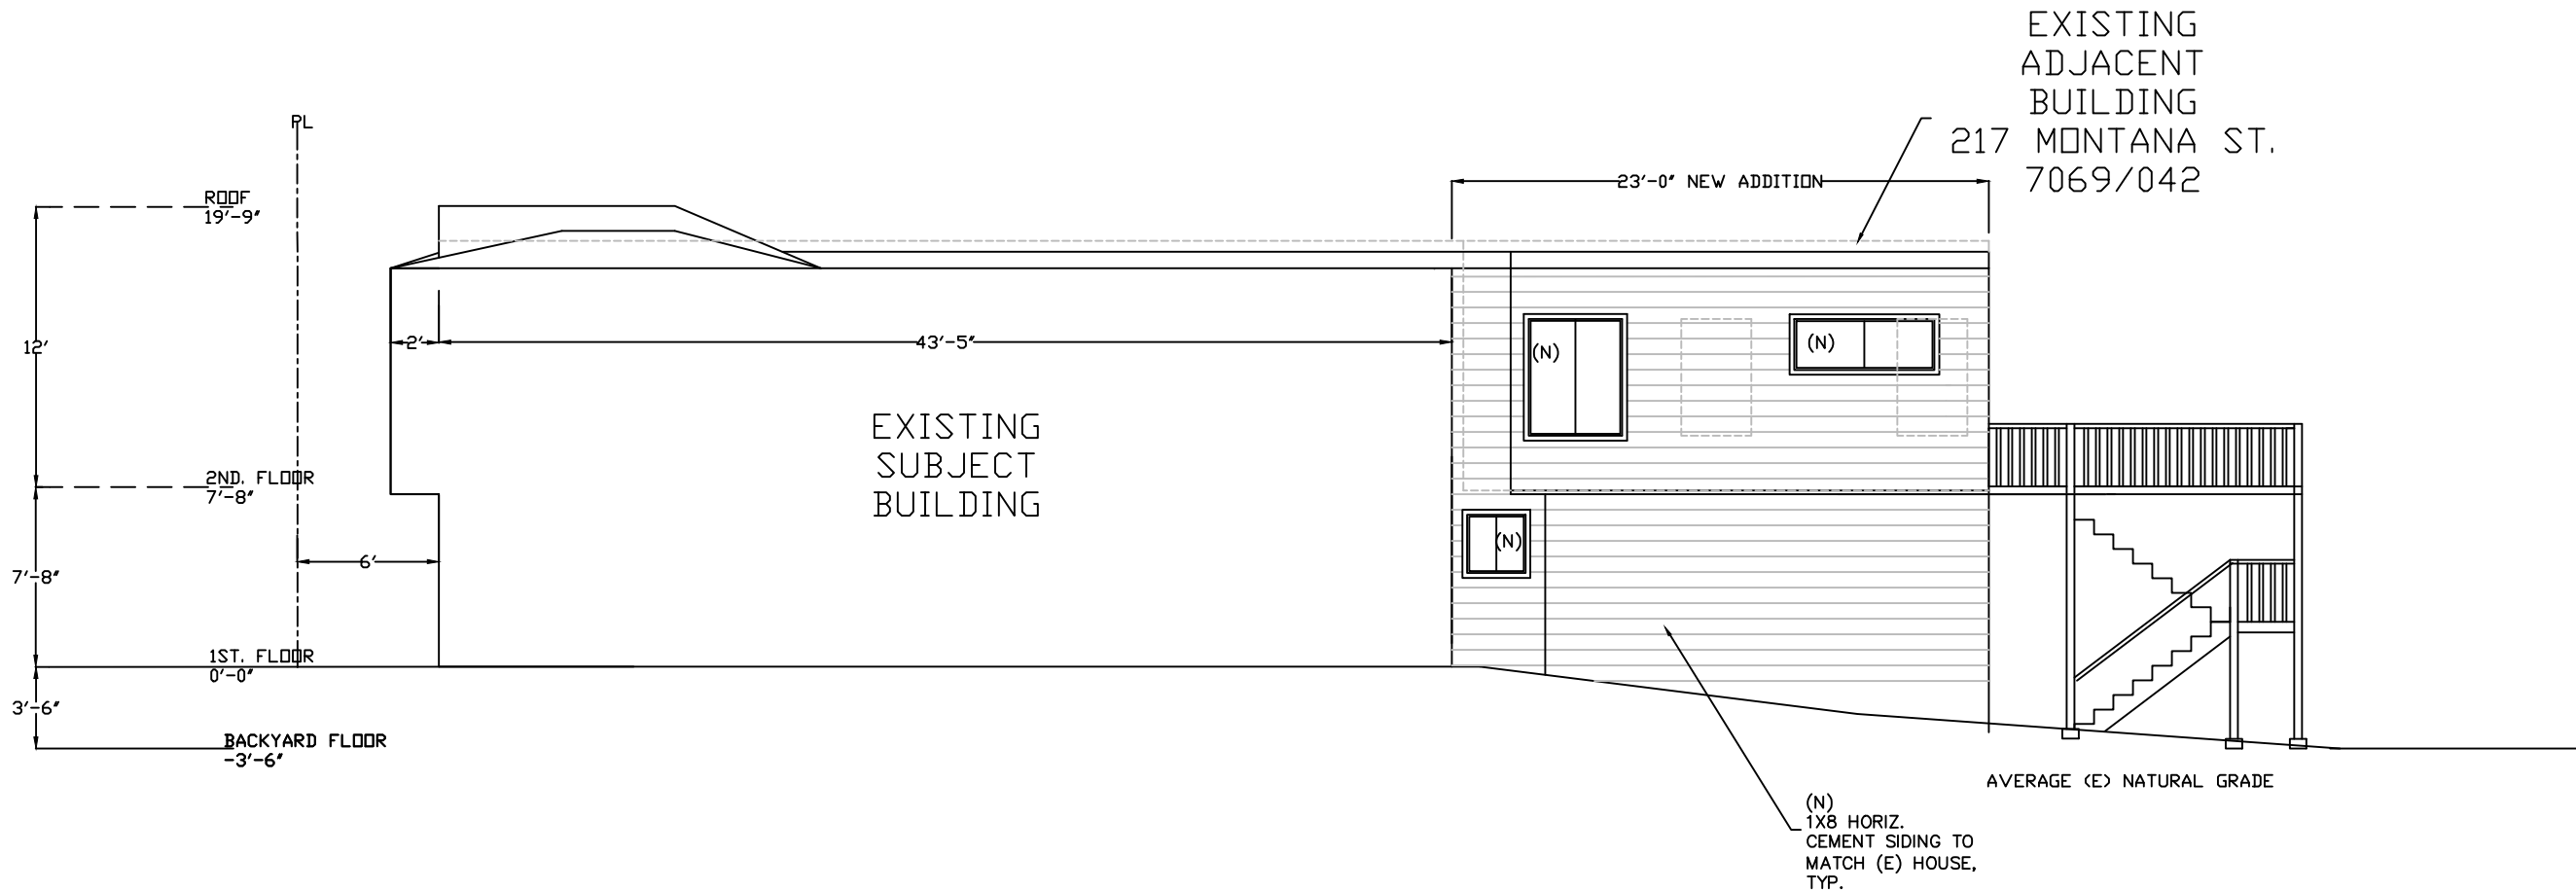 EXISTING
ADJACENT
BUILDING
217 MONTANA ST.
7069/042
PL
ROOF
19'-9"
23'-0" NEW ADDITION
12'
2'
43'-5"
(N)
(N)
EXISTING
SUBJECT
BUILDING
2ND. FLOOR
7'-8"
(N)
6'
7'-8"
1ST. FLOOR
0'-0"
3'-6"
BACKYARD FLOOR
-3'-6"
AVERAGE (E) NATURAL GRADE
(N)
1X8 HORIZ.
CEMENT SIDING TO
MATCH (E) HOUSE,
TYP.